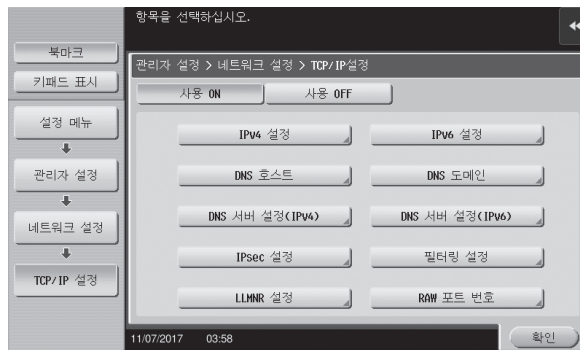 항목을 선택하십시오.
북마크
키패드 표시
설정 메뉴
관리자 설정
네트워크 설정
TCP/IP 설정
관리자 설정 > 네트워크 설정 > TCP/IP설정
사용 ON 사용 OFF
IPv4 설정 IPv6 설정
DNS 호스트 DNS 도메인
DNS 서버 설정(IPv4) DNS 서버 설정(IPv6)
IPsec 설정 필터링 설정
LLMNR 설정 RAW 포트 번호
11/07/2017 03:58 확인